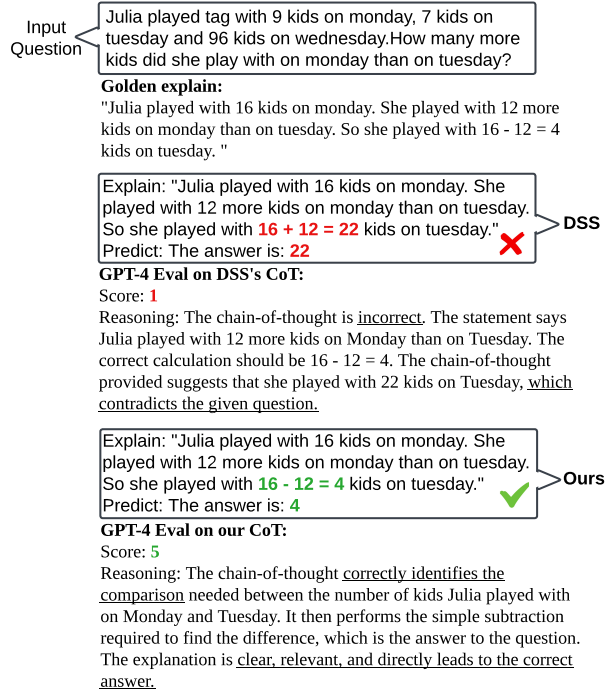 Input
Question
Julia played tag with 9 kids on monday, 7 kids on
tuesday and 96 kids on wednesday.How many more
kids did she play with on monday than on tuesday?
Golden explain:
"Julia played with 16 kids on monday. She played with 12 more
kids on monday than on tuesday. So she played with 16 - 12 = 4
kids on tuesday. "
Explain: "Julia played with 16 kids on monday. She
played with 12 more kids on monday than on tuesday.
So she played with 16 + 12 = 22 kids on tuesday."
Predict: The answer is: 22
DSS
GPT-4 Eval on DSS's CoT:
Score: 1
Reasoning: The chain-of-thought is incorrect. The statement says
Julia played with 12 more kids on Monday than on Tuesday. The
correct calculation should be 16 - 12 = 4. The chain-of-thought
provided suggests that she played with 22 kids on Tuesday, which
contradicts the given question.
Explain: "Julia played with 16 kids on monday. She
played with 12 more kids on monday than on tuesday.
So she played with 16 - 12 = 4 kids on tuesday."
Predict: The answer is: 4
Ours
GPT-4 Eval on our CoT:
Score: 5
Reasoning: The chain-of-thought correctly identifies the
comparison needed between the number of kids Julia played with
on Monday and Tuesday. It then performs the simple subtraction
required to find the difference, which is the answer to the question.
The explanation is clear, relevant, and directly leads to the correct
answer.